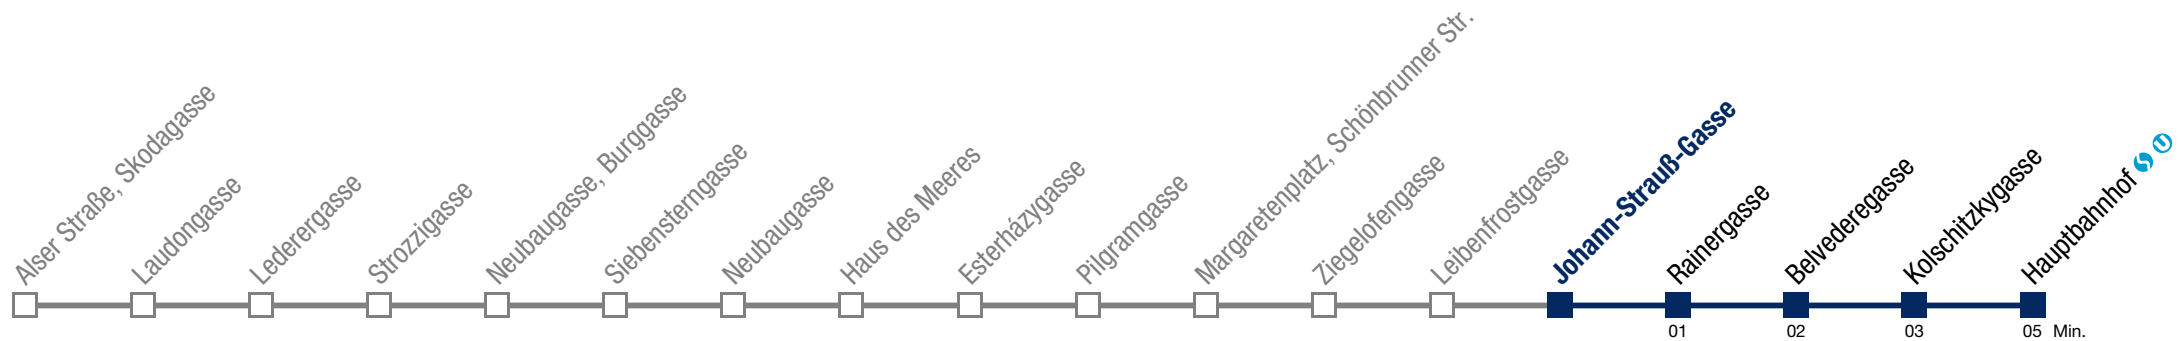 Alser Straße, Skodagasse
Laudongasse
Lederergasse
Strozzigasse
Neubaugasse, Burggasse
Siebensterngasse
Neubaugasse
Haus des Meeres
Esterházygasse
Pilgramgasse
Margaretenplatz, Schönbrunner Str.
Ziegelofengasse
Leibenfrostgasse
Johann-Strauß-Gasse
Rainergasse
Belvederegasse
Kolschitzkygasse
Hauptbahnhof S U
01 02 03 05 Min.